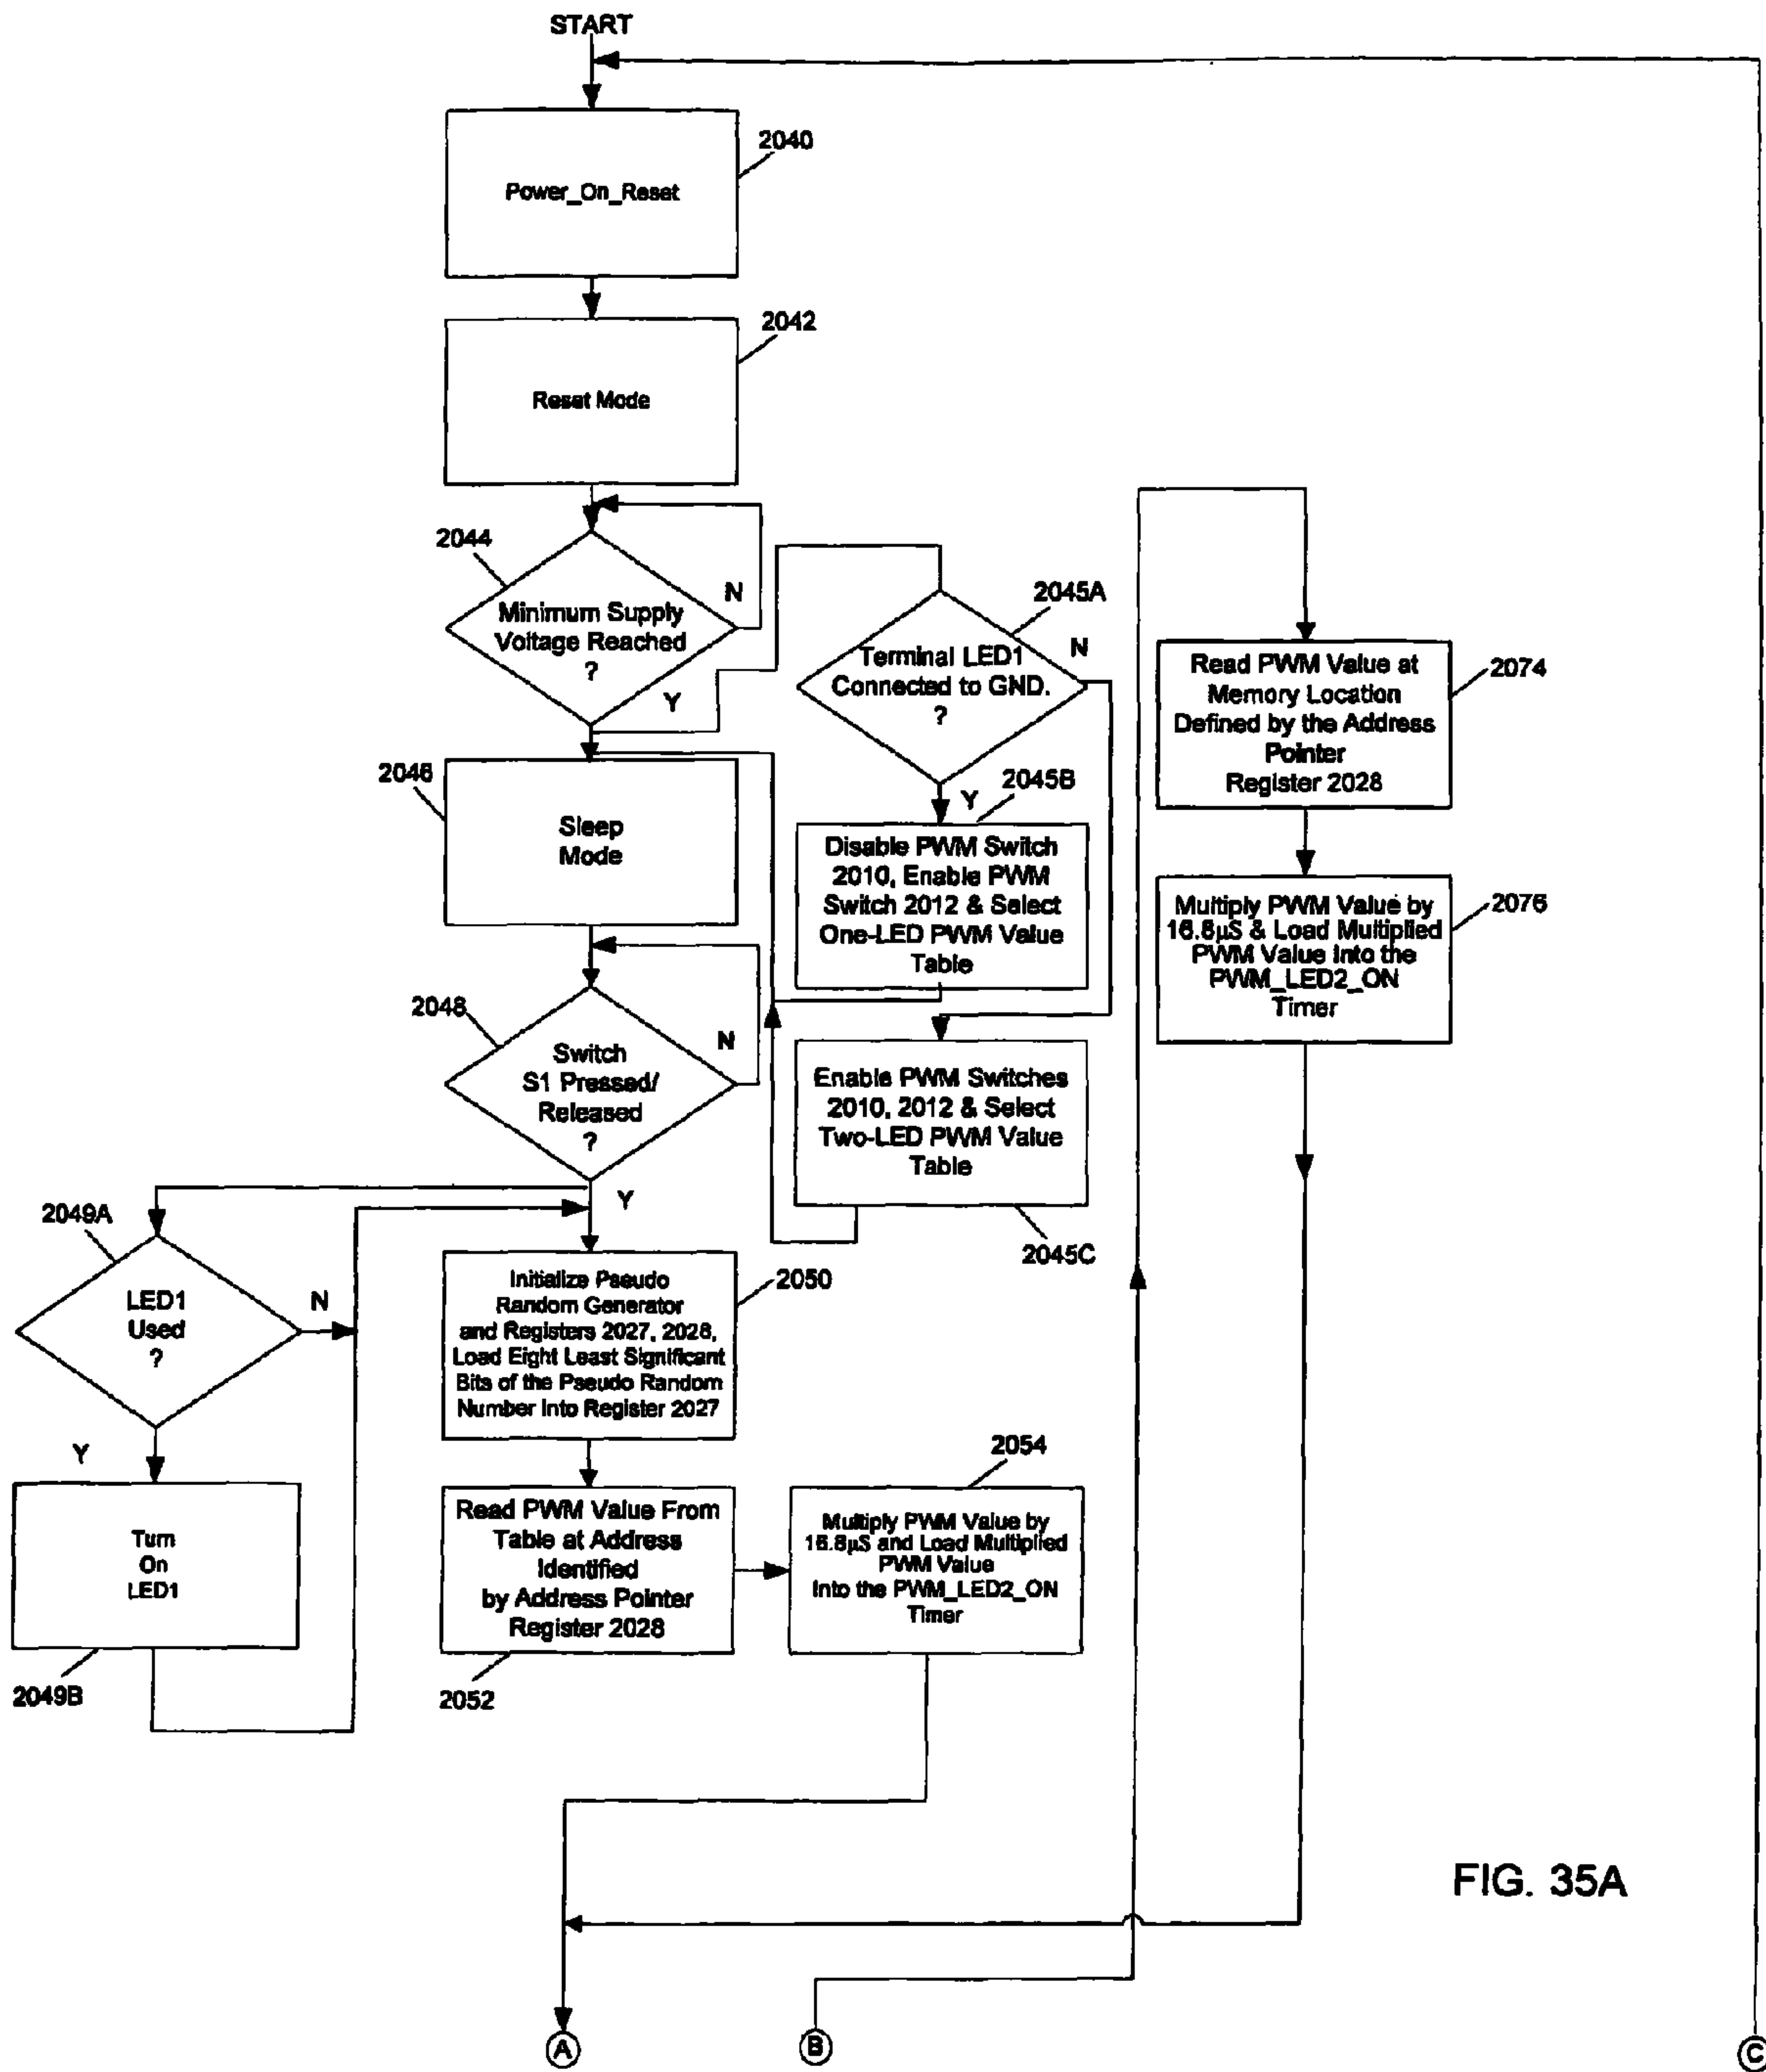 START
2040
Power_On_Reset
2042
Reset Mode
2044
Minimum Supply
Voltage Reached
?
N
Y
2045A
Terminal LED1
Connected to GND.
?
N
Y
2045B
Disable PWM Switch
2010, Enable PWM
Switch 2012 & Select
One-LED PWM Value
Table
2045C
Enable PWM Switches
2010, 2012 & Select
Two-LED PWM Value
Table
2046
Sleep
Mode
2048
Switch
S1 Pressed/
Released
?
N
Y
2049A
LED1
Used
?
N
Y
Turn
On
LED1
2049B
2050
Initialize Pseudo
Random Generator
and Registers 2027, 2028,
Load Eight Least Significant
Bits of the Pseudo Random
Number Into Register 2027
Read PWM Value From
Table at Address
Identified
by Address Pointer
Register 2028
2052
2054
Multiply PWM Value by
16.8µS and Load Multiplied
PWM Value
Into the PWM_LED2_ON
Timer
2074
Read PWM Value at
Memory Location
Defined by the Address
Pointer
Register 2028
2076
Multiply PWM Value by
16.8µS & Load Multiplied
PWM Value Into the
PWM_LED2_ON
Timer
A
B
C
FIG. 35A